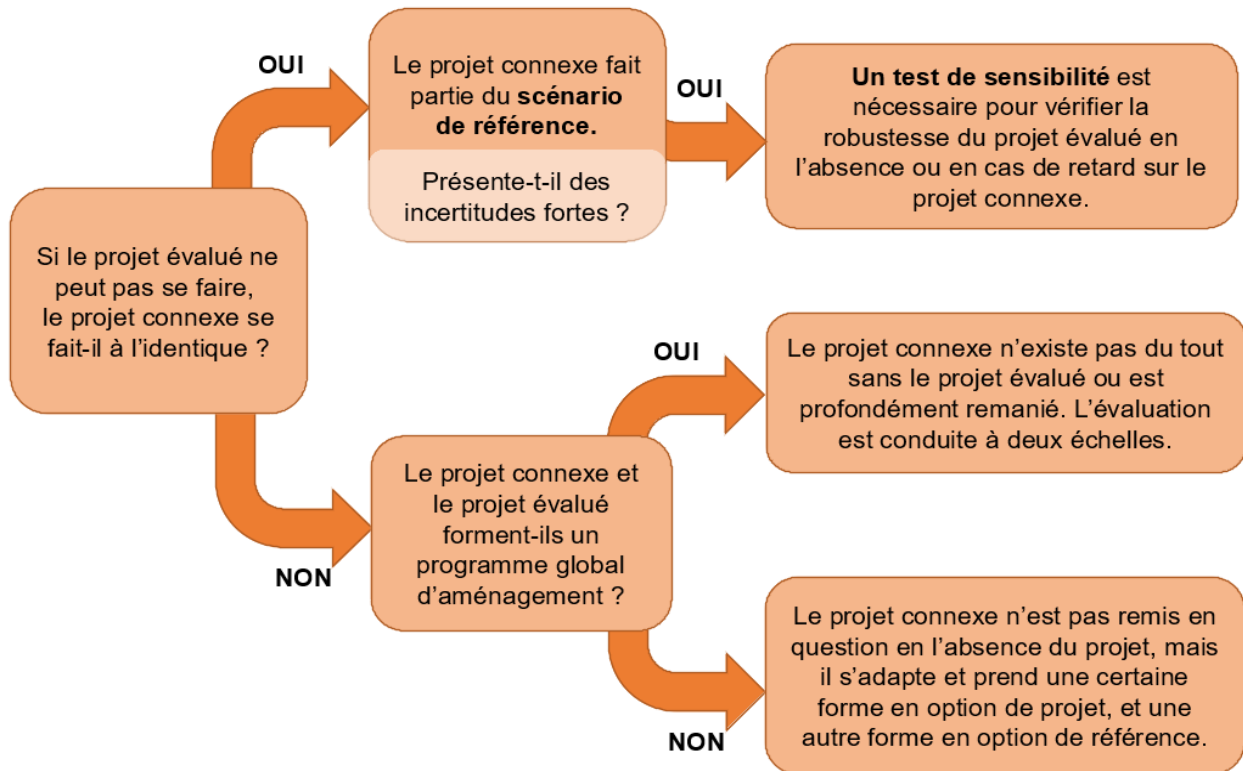 Si le projet évalué ne
peut pas se faire,
le projet connexe se
fait-il à l’identique ?
OUI
Le projet connexe fait
partie du scénario
de référence.
Présente-t-il des
incertitudes fortes ?
OUI
Un test de sensibilité est
nécessaire pour vérifier la
robustesse du projet évalué en
l’absence ou en cas de retard sur le
projet connexe.
NON
Le projet connexe et
le projet évalué
forment-ils un
programme global
d’aménagement ?
OUI
Le projet connexe n’existe pas du tout
sans le projet évalué ou est
profondément remanié. L’évaluation
est conduite à deux échelles.
NON
Le projet connexe n’est pas remis en
question en l’absence du projet, mais
il s’adapte et prend une certaine
forme en option de projet, et une
autre forme en option de référence.